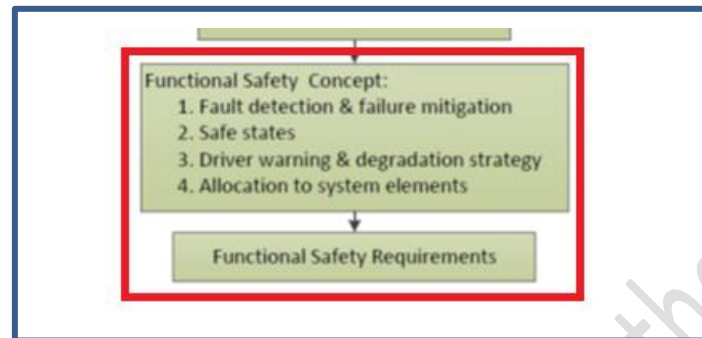 Functional Safety Concept:
1. Fault detection & failure mitigation
2. Safe states
3. Driver warning & degradation strategy
4. Allocation to system elements
Functional Safety Requirements